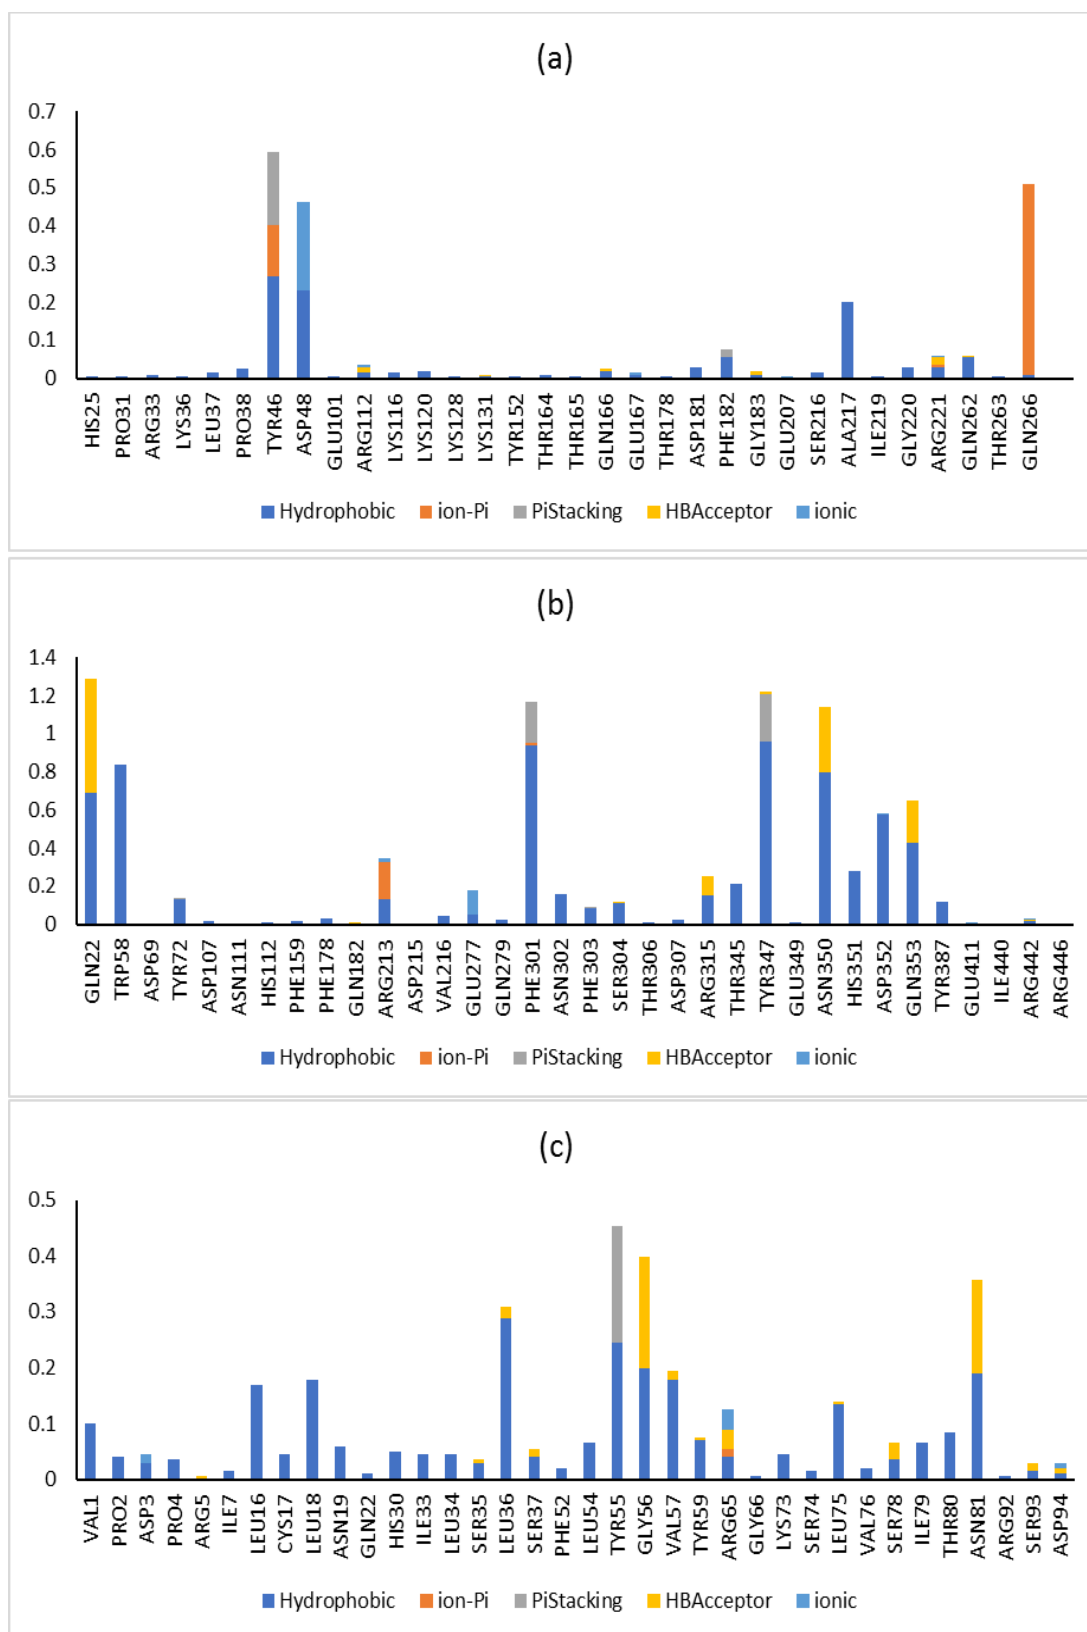 (a)
0.7
0.6
0.5
0.4
0.3
0.2
0.1
0
HIS25 PRO31 ARG33 LYS36 LEU37 PRO38 TYR46 ASP48 GLU101 ARG112 LYS116 LYS120 LYS128 LYS131 TYR152 THR164 THR165 GLN166 GLU167 THR178 ASP181 PHE182 GLY183 GLU207 SER216 ALA217 ILE219 GLY220 ARG221 GLN262 THR263 GLN266
Hydrophobic ion-Pi PiStacking HBAcceptor ionic
(b)
1.4
1.2
1
0.8
0.6
0.4
0.2
0
GLN22 TRP58 ASP69 TYR72 ASP107 ASN111 HIS112 PHE159 PHE178 GLN182 ARG213 ASP215 VAL216 GLU277 GLN279 PHE301 ASN302 PHE303 SER304 THR306 ASP307 ARG315 THR345 TYR347 GLU349 ASN350 HIS351 ASP352 GLN353 TYR387 GLU411 ILE440 ARG442 ARG446
Hydrophobic ion-Pi PiStacking HBAcceptor ionic
(c)
0.5
0.4
0.3
0.2
0.1
0
VAL1 PRO2 ASP3 PRO4 ARG5 ILE7 LEU16 CYS17 LEU18 ASN19 GLN22 HIS30 ILE33 LEU34 SER35 LEU36 SER37 PHE52 LEU54 TYR55 GLY56 VAL57 TYR59 ARG65 GLY66 LYS73 SER74 LEU75 VAL76 SER78 ILE79 THR80 ASN81 ARG92 SER93 ASP94
Hydrophobic ion-Pi PiStacking HBAcceptor ionic